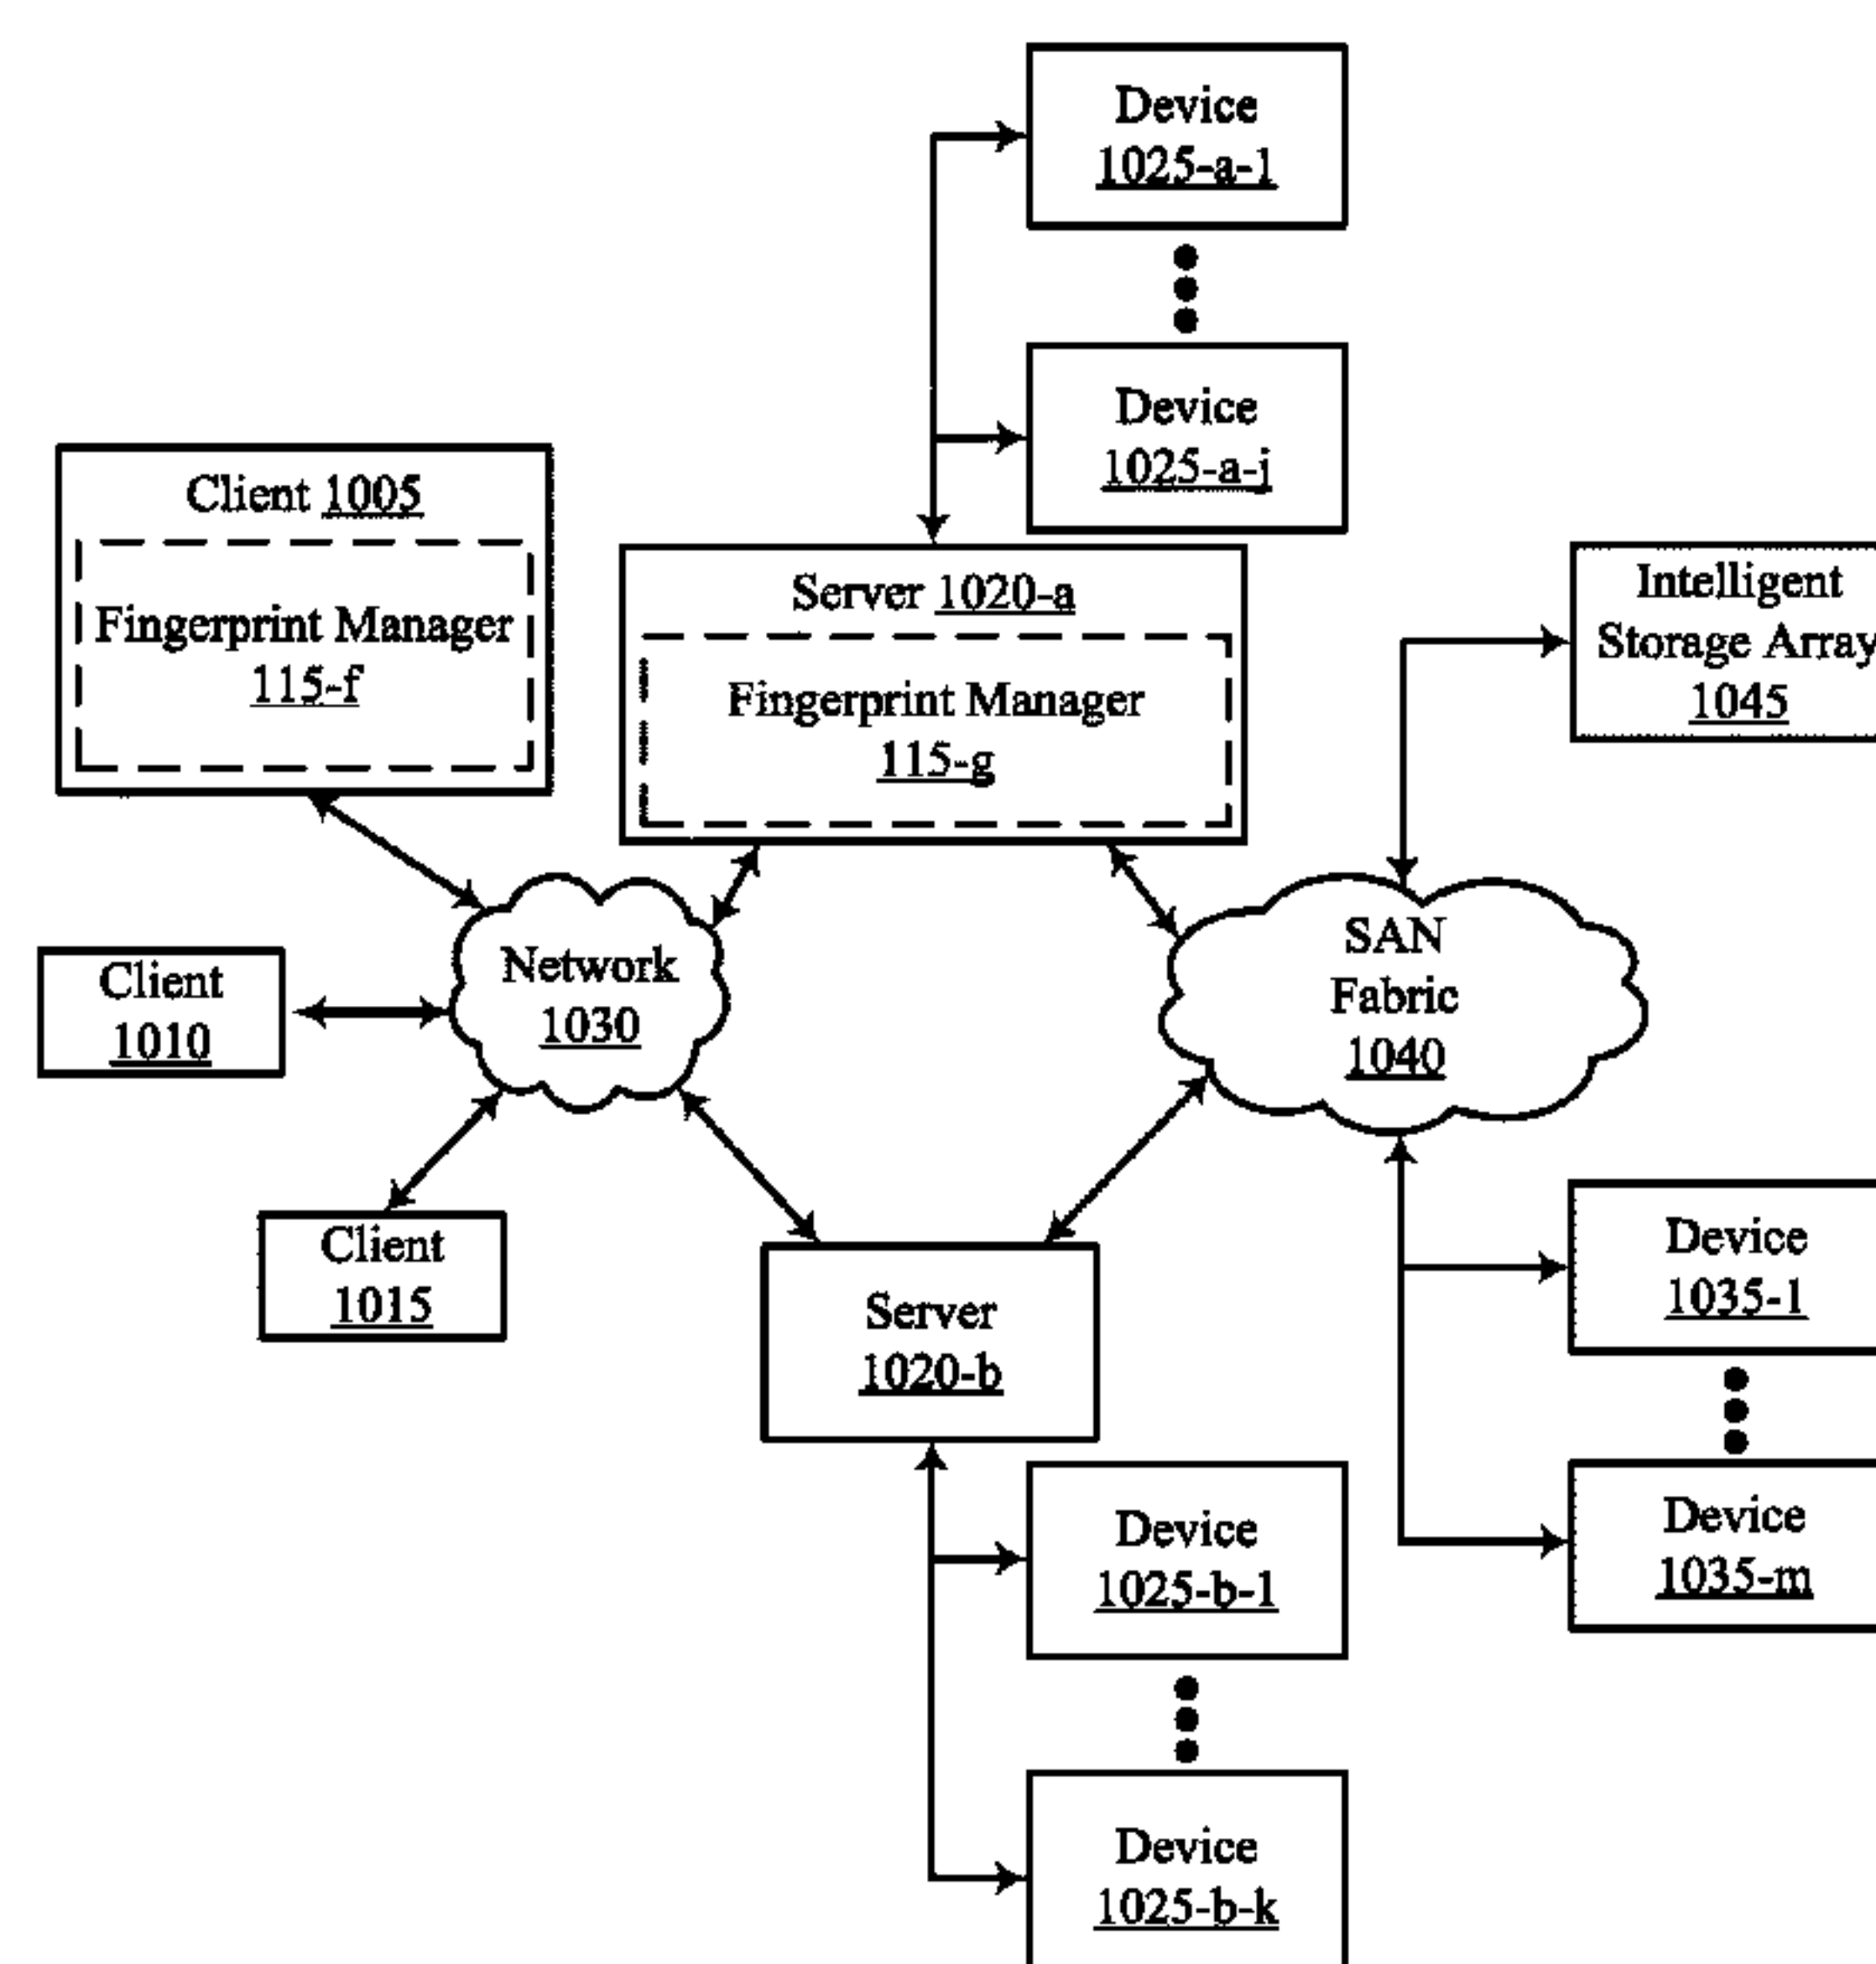 Device
1025-a-1
Device
1025-a-j
Client 1005
Fingerprint Manager
115-f
Server 1020-a
Fingerprint Manager
115-g
Intelligent
Storage Array
1045
Network
1030
SAN
Fabric
1040
Client
1010
Client
1015
Server
1020-b
Device
1035-1
Device
1035-m
Device
1025-b-1
Device
1025-b-k